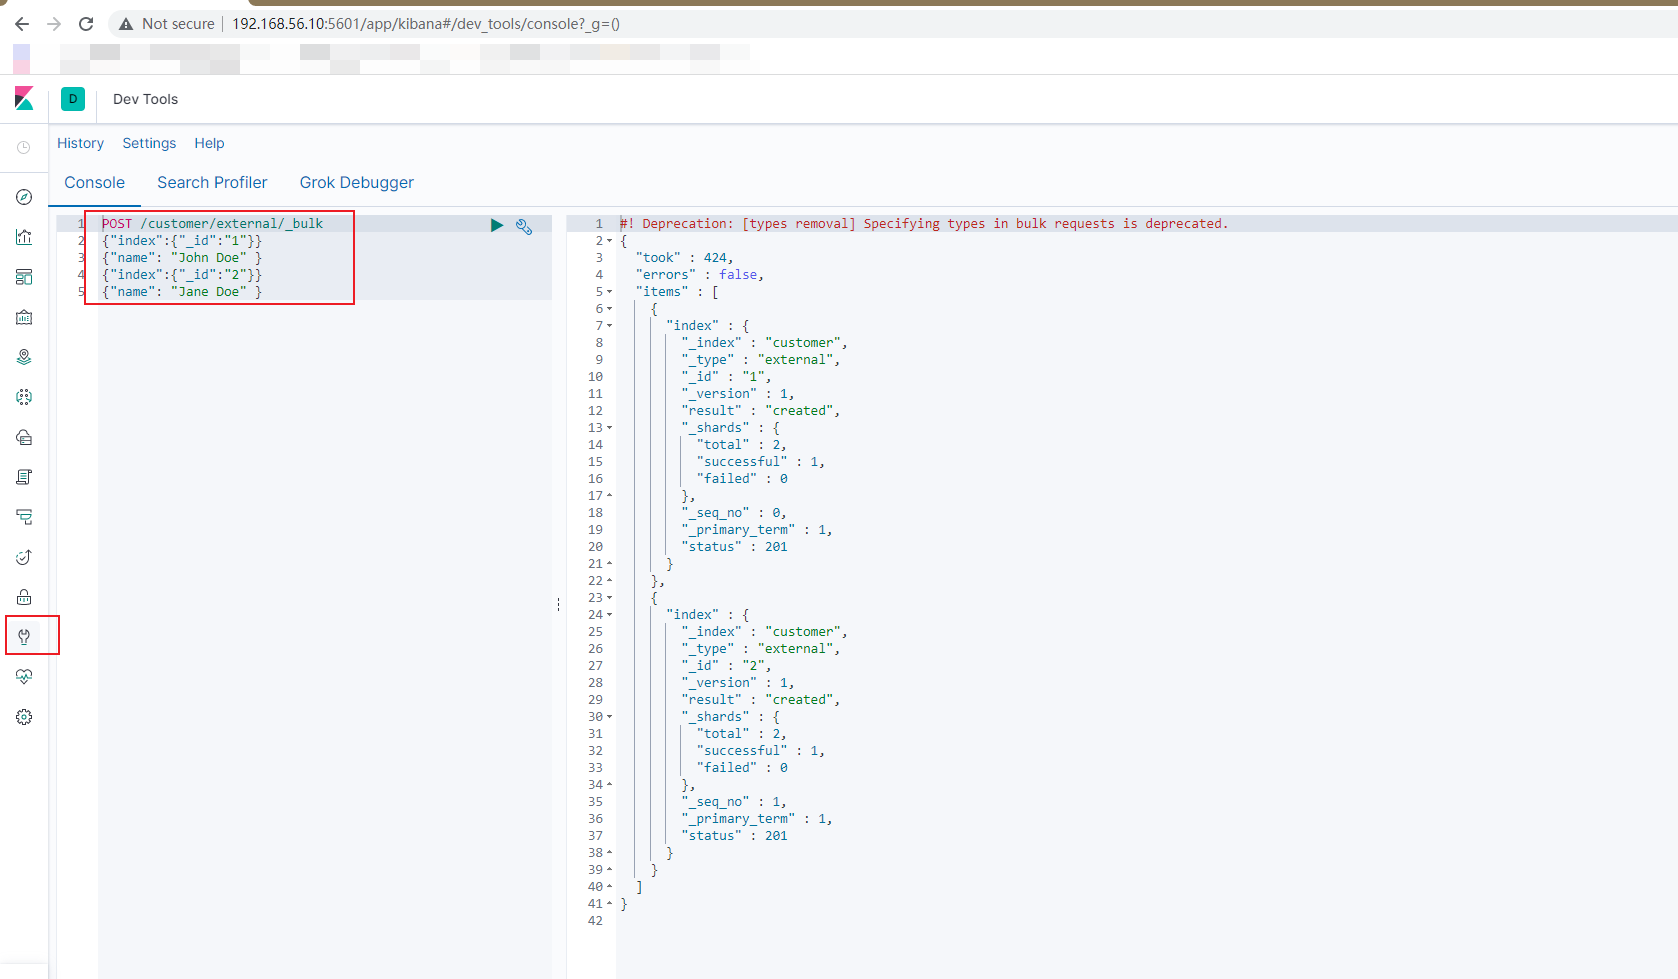 Not secure | 192.168.56.10:5601/app/kibana#/dev_tools/console?_g=()
D Dev Tools
History Settings Help
Console Search Profiler Grok Debugger
1 POST /customer/external/_bulk
2 {"index":{"_id":"1"}}
3 {"name": "John Doe" }
4 {"index":{"_id":"2"}}
5 {"name": "Jane Doe" }
1 #! Deprecation: [types removal] Specifying types in bulk requests is deprecated.
2 {
3 "took" : 424,
4 "errors" : false,
5 "items" : [
6 {
7 "index" : {
8 "_index" : "customer",
9 "_type" : "external",
10 "_id" : "1",
11 "_version" : 1,
12 "result" : "created",
13 "_shards" : {
14 "total" : 2,
15 "successful" : 1,
16 "failed" : 0
17 },
18 "_seq_no" : 0,
19 "_primary_term" : 1,
20 "status" : 201
21 }
22 },
23 {
24 "index" : {
25 "_index" : "customer",
26 "_type" : "external",
27 "_id" : "2",
28 "_version" : 1,
29 "result" : "created",
30 "_shards" : {
31 "total" : 2,
32 "successful" : 1,
33 "failed" : 0
34 },
35 "_seq_no" : 1,
36 "_primary_term" : 1,
37 "status" : 201
38 }
39 }
40 ]
41 }
42